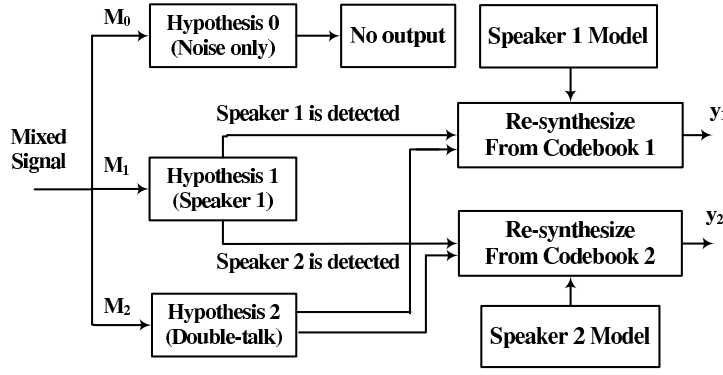 M₀
Hypothesis 0
(Noise only)
No output
Speaker 1 Model
Speaker 1 is detected
Re-synthesize
From Codebook 1
y₁
Mixed
Signal
M₁
Hypothesis 1
(Speaker 1)
Re-synthesize
From Codebook 2
y₂
Speaker 2 is detected
M₂
Hypothesis 2
(Double-talk)
Speaker 2 Model